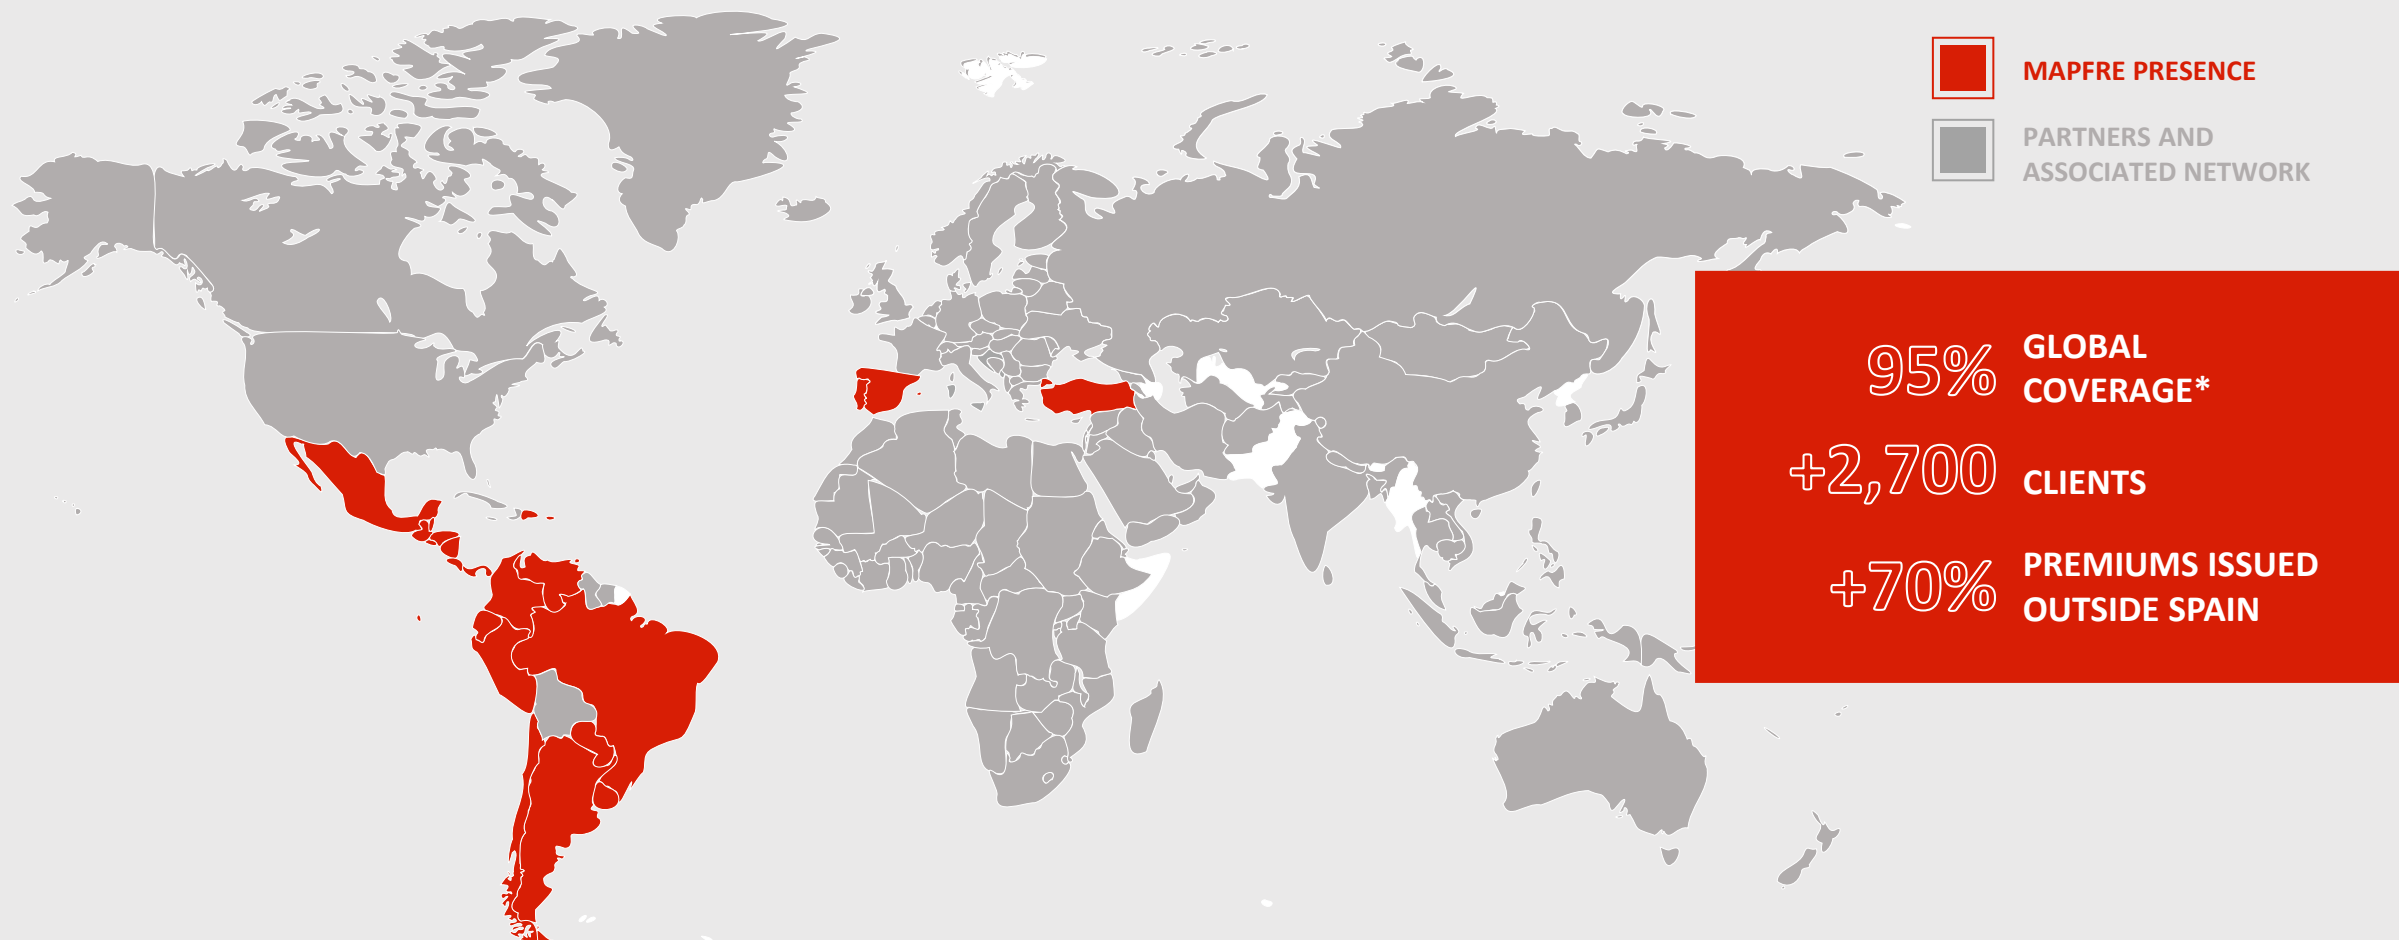 MAPFRE PRESENCE
PARTNERS AND
ASSOCIATED NETWORK
95% GLOBAL
COVERAGE*
+2,700 CLIENTS
+70% PREMIUMS ISSUED
OUTSIDE SPAIN